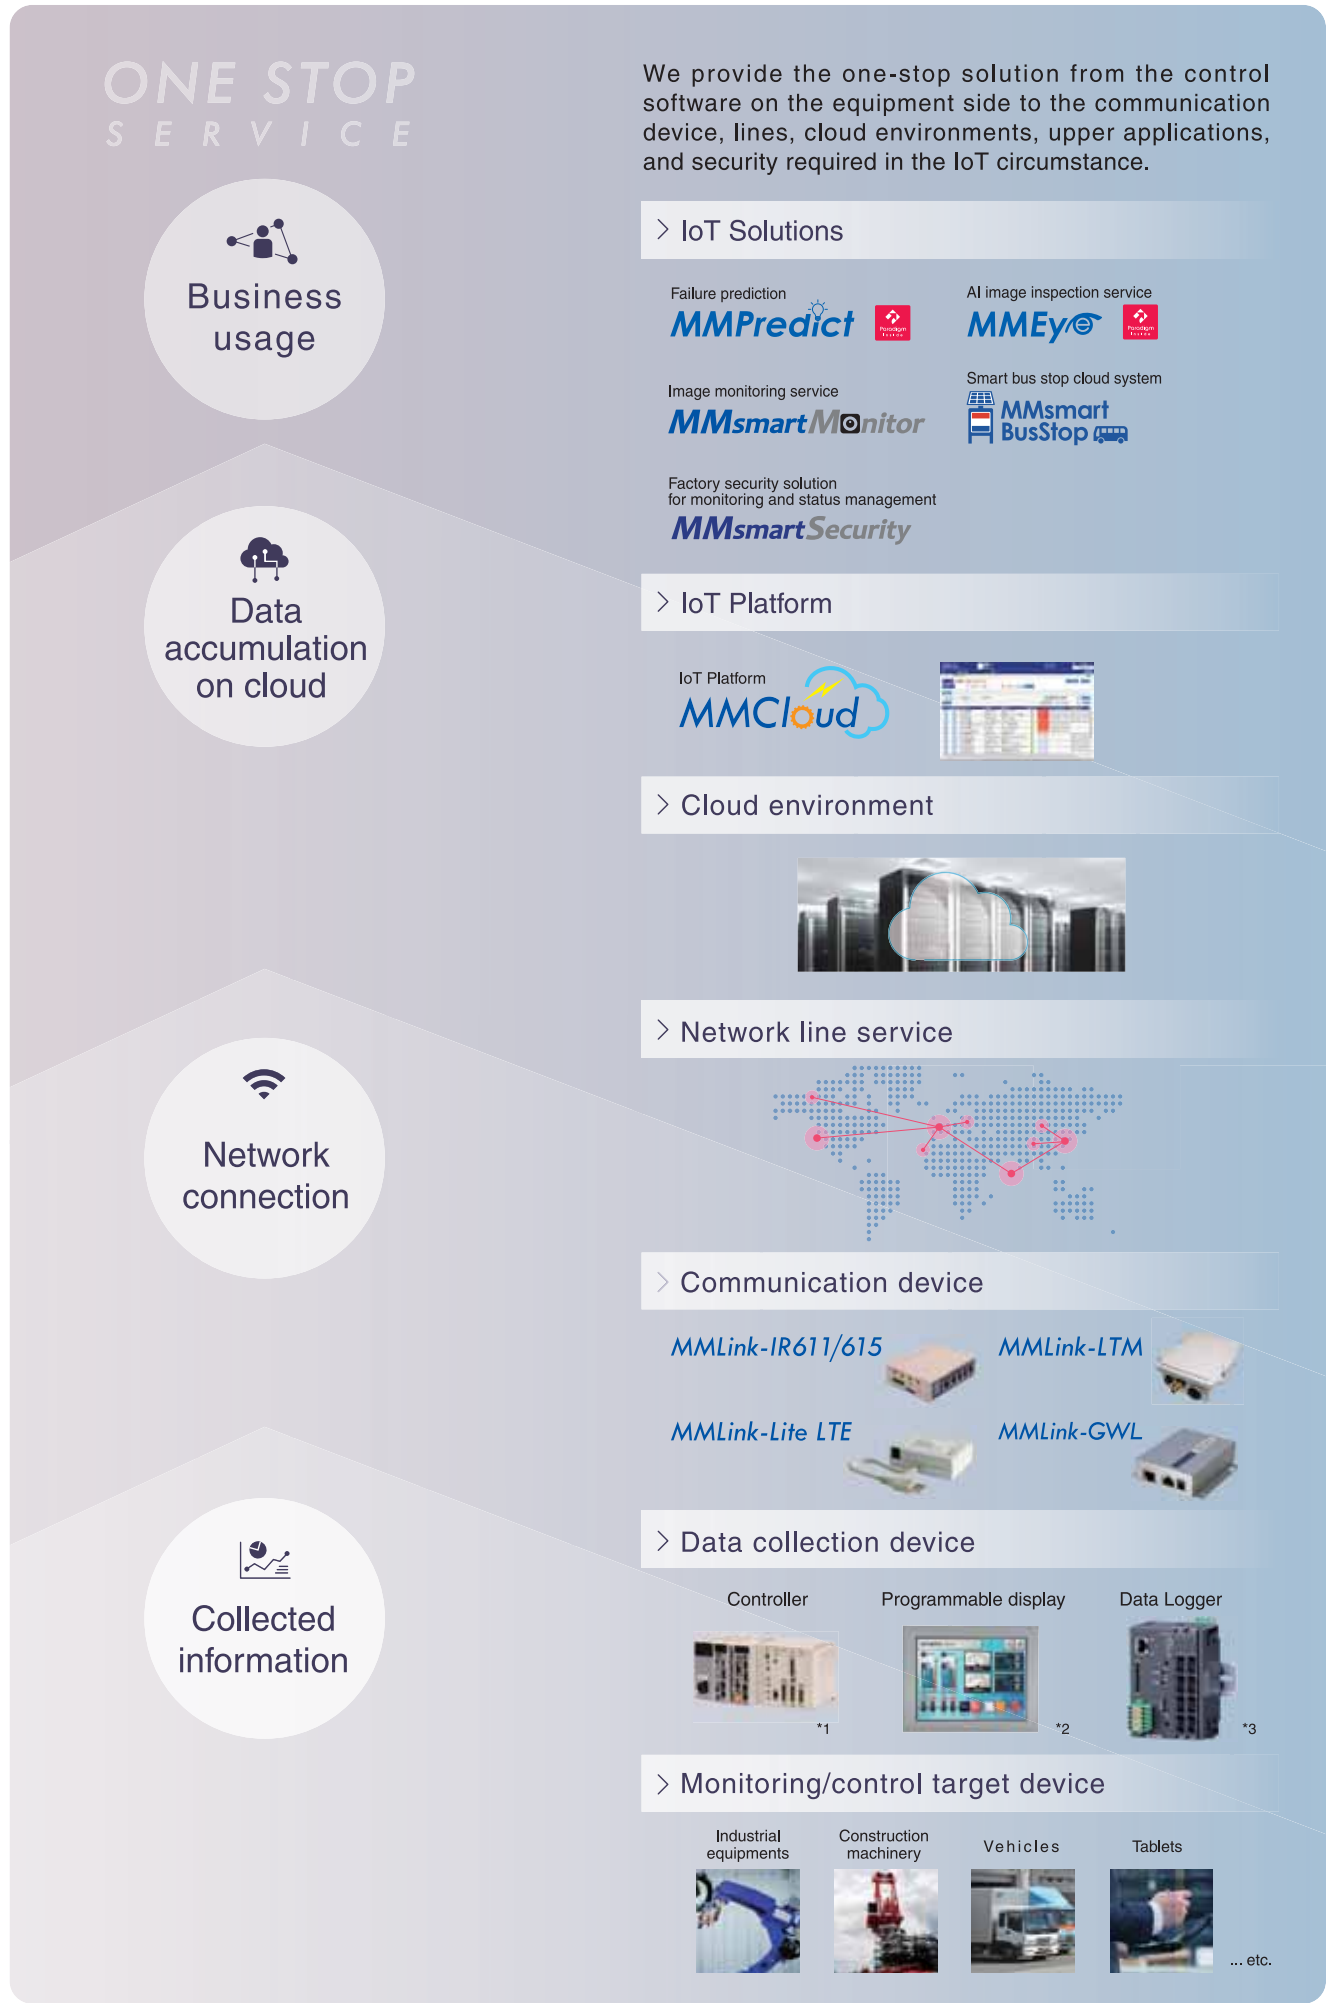 ONE STOP
SERVICE
We provide the one-stop solution from the control
software on the equipment side to the communication
device, lines, cloud environments, upper applications,
and security required in the IoT circumstance.
Business
usage
> IoT Solutions
Failure prediction
MMPredict
Paradigm
Inside
AI image inspection service
MMEye
Paradigm
Inside
Image monitoring service
MMsmartMonitor
Smart bus stop cloud system
MMsmart
BusStop
Factory security solution
for monitoring and status management
MMsmartSecurity
Data
accumulation
on cloud
> IoT Platform
IoT Platform
MMCloud
> Cloud environment
Network
connection
> Network line service
> Communication device
MMLink-IR611/615
MMLink-LTM
MMLink-Lite LTE
MMLink-GWL
Collected
information
> Data collection device
Controller
Programmable display
Data Logger
*1
*2
*3
> Monitoring/control target device
Industrial
equipments
Construction
machinery
Vehicles
Tablets
... etc.